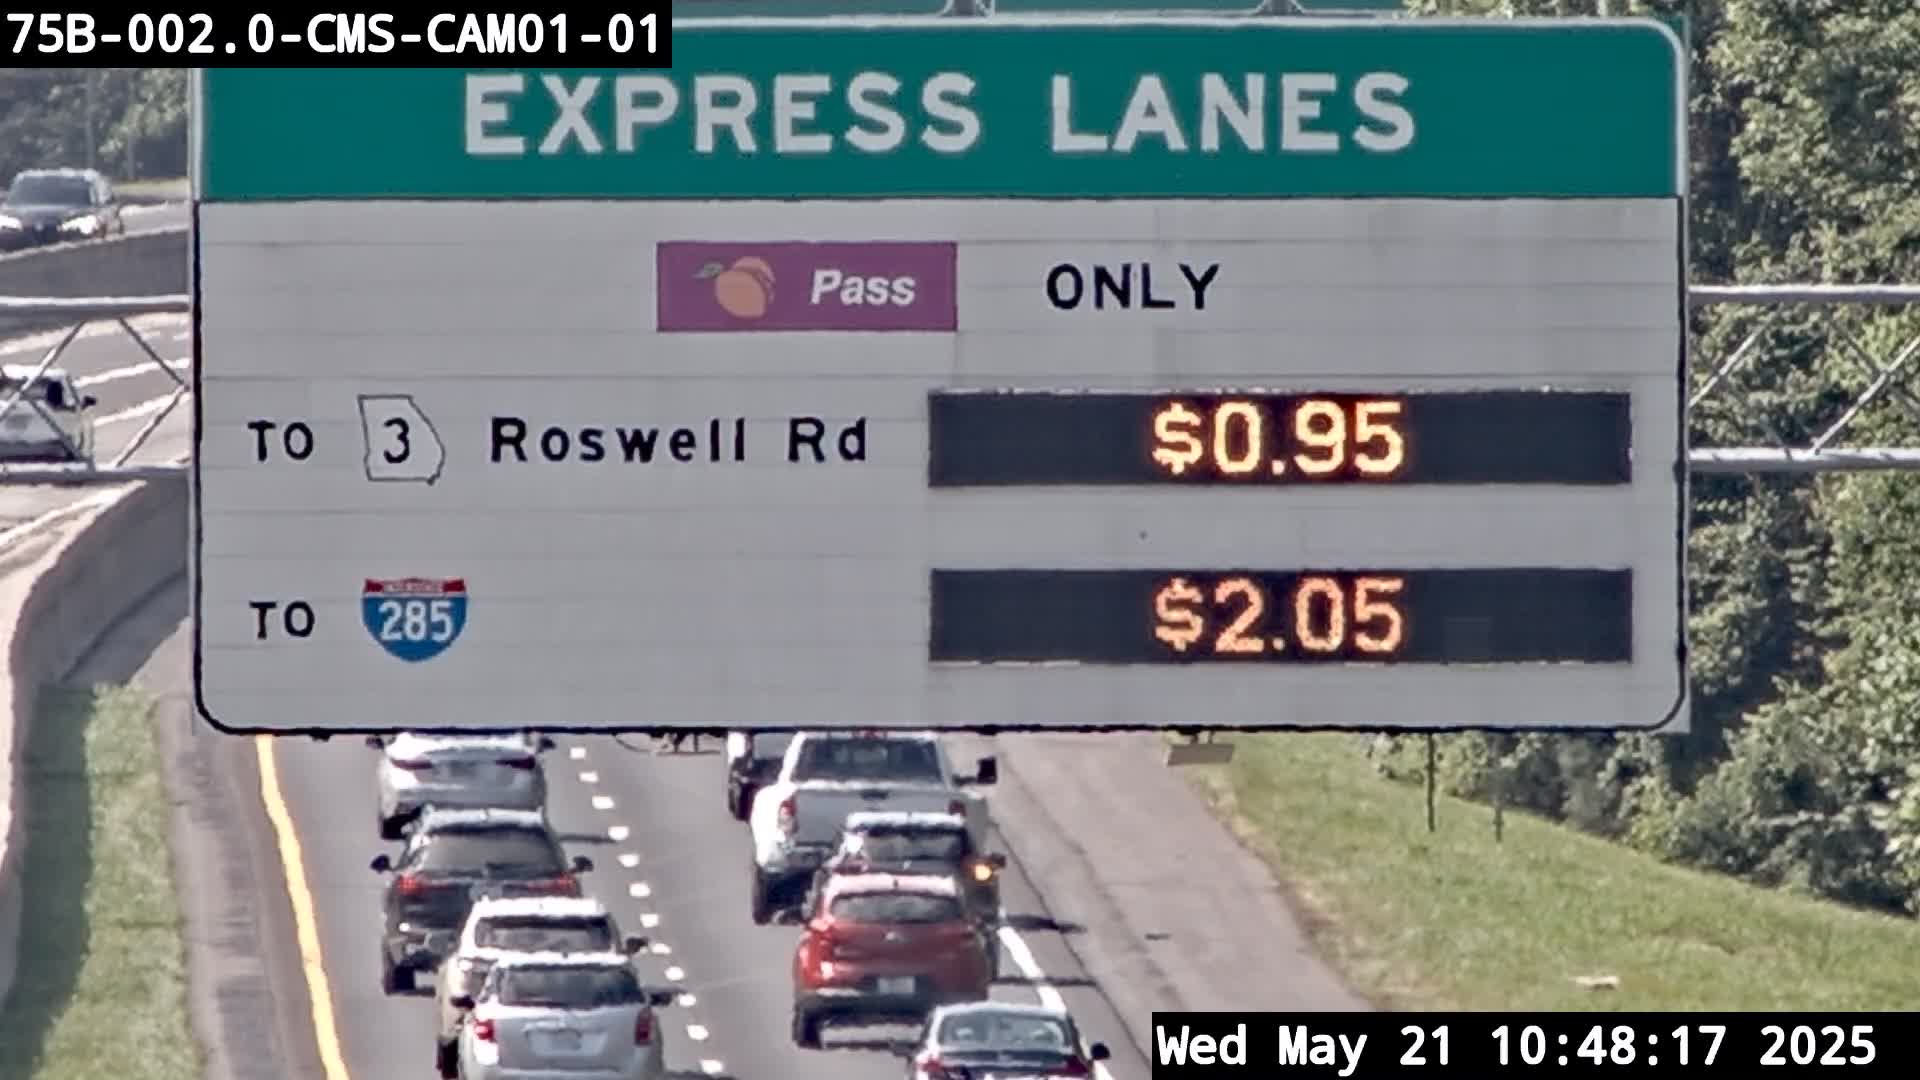 75B-002.0-CMS-CAM01-01
EXPRESS LANES
Pass ONLY
TO 3 Roswell Rd $0.95
TO INTERSTATE 285 $2.05
Wed May 21 10:48:17 2025